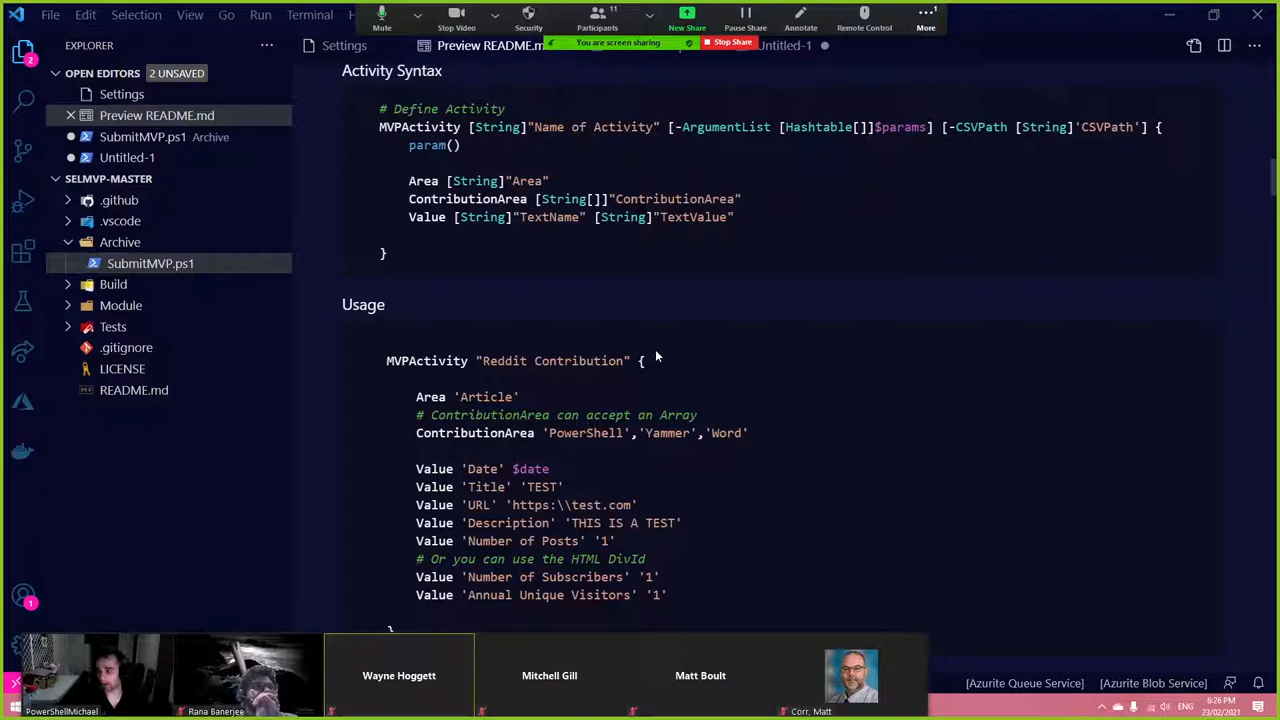 File Edit Selection View Go Run Terminal
Mute
Stop Video
Security
Participants
11
New Share
Pause Share
Annotate
Remote Control
More
You are screen sharing
Stop Share
EXPLORER
Settings
Preview README.m
Untitled-1
OPEN EDITORS 2 UNSAVED
Settings
Preview README.md
SubmitMVP.ps1 Archive
Untitled-1
SELMVP-MASTER
.github
.vscode
Archive
SubmitMVP.ps1
Build
Module
Tests
.gitignore
LICENSE
README.md
2
1
Activity Syntax
# Define Activity
MVPActivity [String]"Name of Activity" [-ArgumentList [Hashtable[]]$params] [-CSVPath [String]'CSVPath'] {
param()
Area [String]"Area"
ContributionArea [String[]]"ContributionArea"
Value [String]"TextName" [String]"TextValue"
}
Usage
MVPActivity "Reddit Contribution" {
Area 'Article'
# ContributionArea can accept an Array
ContributionArea 'PowerShell','Yammer','Word'
Value 'Date' $date
Value 'Title' 'TEST'
Value 'URL' 'https:\\test.com'
Value 'Description' 'THIS IS A TEST'
Value 'Number of Posts' '1'
# Or you can use the HTML DivId
Value 'Number of Subscribers' '1'
Value 'Annual Unique Visitors' '1'
}
PowerShellMichael
Rana Banerjee
Wayne Hoggett
Mitchell Gill
Matt Boult
Corr, Matt
[Azurite Queue Service] [Azurite Blob Service]
ENG
6:26 PM
23/02/2021